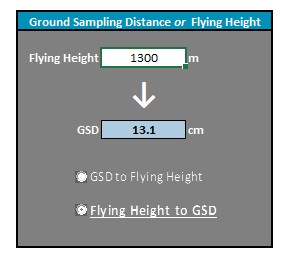 Ground Sampling Distance or Flying Height
Flying Height 1300 m
GSD 13.1 cm
GSD to Flying Height
Flying Height to GSD